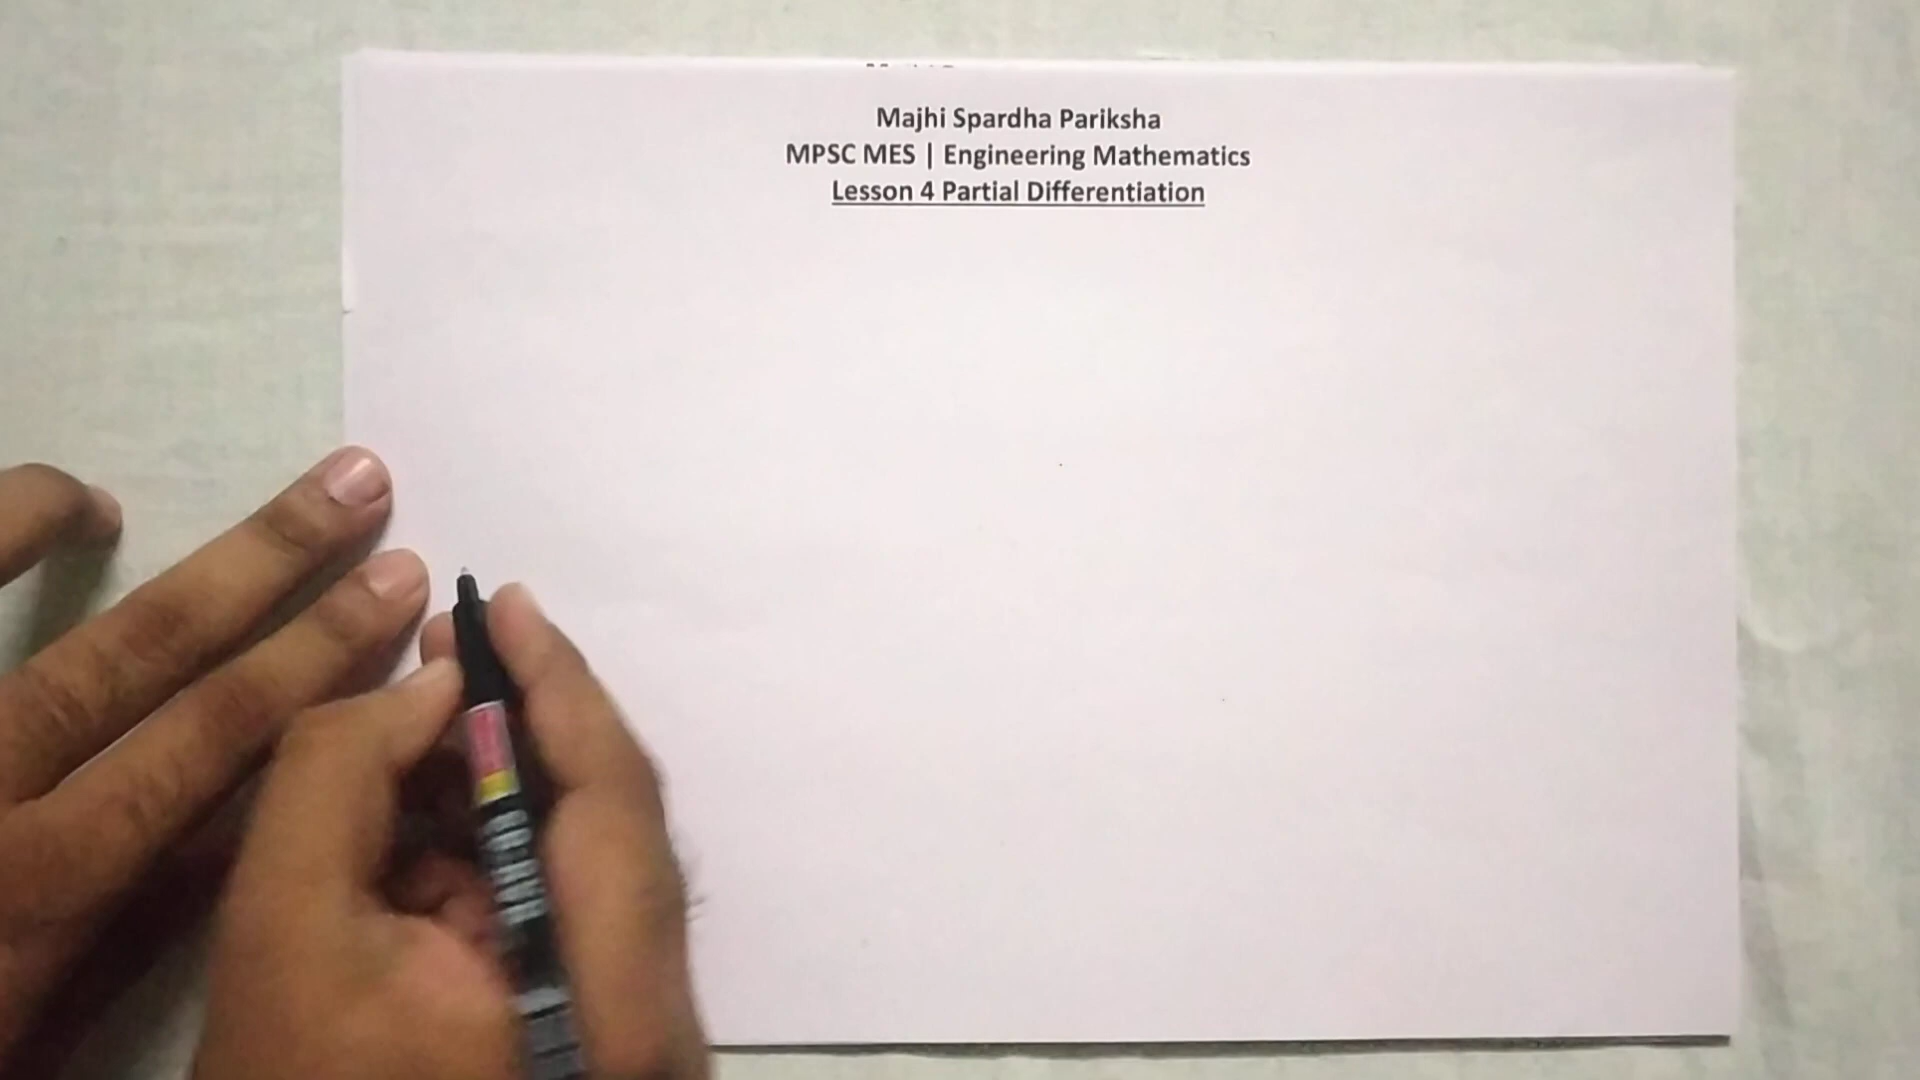 Majhi Spardha Pariksha
MPSC MES | Engineering Mathematics
Lesson 4 Partial Differentiation